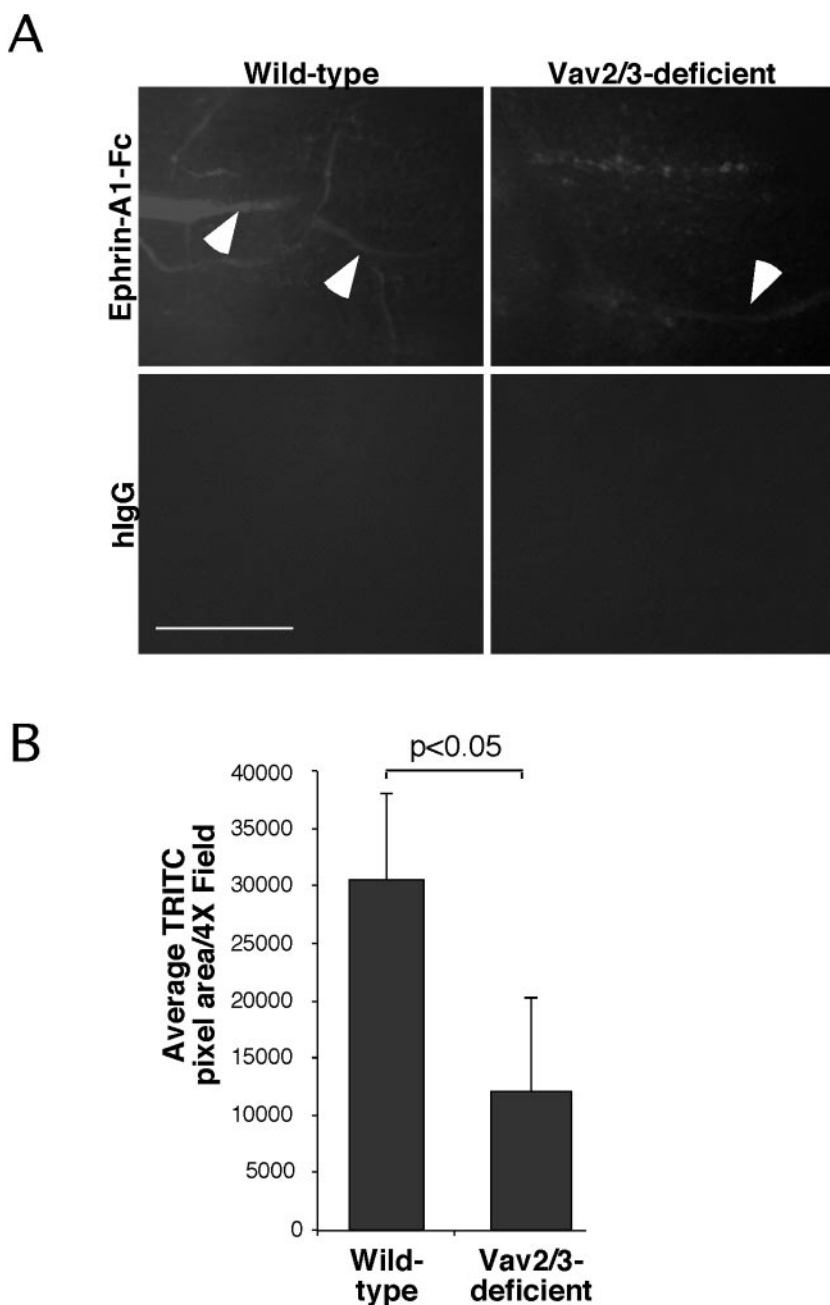 A
Wild-type
Vav2/3-deficient
Ephrin-A1-Fc
hIgG
B
p<0.05
Average TRITC
pixel area/4X Field
40000
35000
30000
25000
20000
15000
10000
5000
0
Wild-
type
Vav2/3-
deficient